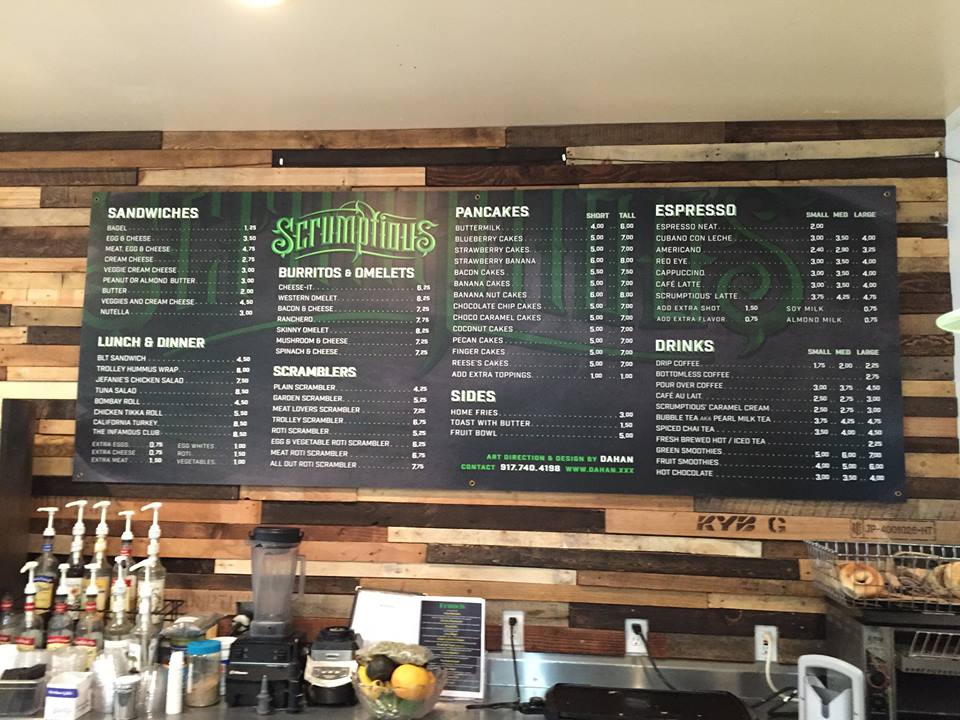 SANDWICHES
BAGEL 1,25
EGG & CHEESE 3,50
MEAT, EGG & CHEESE 4,75
CREAM CHEESE 2,75
VEGGIE CREAM CHEESE 3,00
PEANUT OR ALMOND BUTTER 3,00
BUTTER 2,00
VEGGIES AND CREAM CHEESE 4,50
NUTELLA 3,00
LUNCH & DINNER
BLT SANDWICH 4,50
TROLLEY HUMMUS WRAP 8,00
JEFANIE'S CHICKEN SALAD 7,50
TUNA SALAD 8,50
BOMBAY ROLL 4,50
CHICKEN TIKKA ROLL 5,50
CALIFORNIA TURKEY 8,50
THE INFAMOUS CLUB 8,50
EXTRA EGGS 0,75 EGG WHITES 1,00
EXTRA CHEESE 0,75 ROTI 1,50
EXTRA MEAT 1,50 VEGETABLES 1,00
Scrumptious
BURRITOS & OMELETS
CHEESE-IT 6,25
WESTERN OMELET 8,25
BACON & CHEESE 7,25
RANCHERO 7,25
SKINNY OMELET 8,25
MUSHROOM & CHEESE 7,25
SPINACH & CHEESE 7,25
SCRAMBLERS
PLAIN SCRAMBLER 4,25
GARDEN SCRAMBLER 5,25
MEAT LOVERS SCRAMBLER 7,25
TROLLEY SCRAMBLER 6,75
ROTI SCRAMBLER 5,25
EGG & VEGETABLE ROTI SCRAMBLER 6,25
MEAT ROTI SCRAMBLER 6,75
ALL OUT ROTI SCRAMBLER 7,75
PANCAKES SHORT TALL
BUTTERMILK 4,00 6,00
BLUEBERRY CAKES 5,00 7,00
STRAWBERRY CAKES 5,00 7,00
STRAWBERRY BANANA 6,00 8,00
BACON CAKES 5,50 7,50
BANANA CAKES 5,00 7,00
BANANA NUT CAKES 6,00 8,00
CHOCOLATE CHIP CAKES 5,00 7,00
CHOCO CARAMEL CAKES 5,00 7,00
COCONUT CAKES 5,00 7,00
PECAN CAKES 5,00 7,00
FINGER CAKES 5,00 7,00
REESE'S CAKES 5,00 7,00
ADD EXTRA TOPPINGS 1,00 1,00
SIDES
HOME FRIES 3,00
TOAST WITH BUTTER 1,50
FRUIT BOWL 5,00
ART DIRECTION & DESIGN BY DAHAN
CONTACT 917.740.4198 WWW.DAHAN.XXX
ESPRESSO SMALL MED LARGE
ESPRESSO NEAT 2,00
CUBANO CON LECHE 3,00 3,50 4,00
AMERICANO 2,40 2,90 3,25
RED EYE 3,00 3,50 4,00
CAPPUCCINO 3,00 3,50 4,00
CAFÉ LATTE 3,00 3,50 4,00
SCRUMPTIOUS' LATTE 3,75 4,25 4,75
ADD EXTRA SHOT 1,50 SOY MILK 0,75
ADD EXTRA FLAVOR 0,75 ALMOND MILK 0,75
DRINKS SMALL MED LARGE
DRIP COFFEE 1,75 2,00 2,25
BOTTOMLESS COFFEE 2,75
POUR OVER COFFEE 3,00 3,75 4,50
CAFÉ AU LAIT 2,50 2,75 3,00
SCRUMPTIOUS' CARAMEL CREAM 2,50 2,75 3,00
BUBBLE TEA AKA PEARL MILK TEA 3,75 4,25 4,75
SPICED CHAI TEA 3,50 4,00 4,50
FRESH BREWED HOT / ICED TEA 2,25
GREEN SMOOTHIES 5,00 6,00 7,00
FRUIT SMOOTHIES 4,00 5,00 6,00
HOT CHOCOLATE 3,00 3,50 4,00
KYB G
JP-4001026-HT